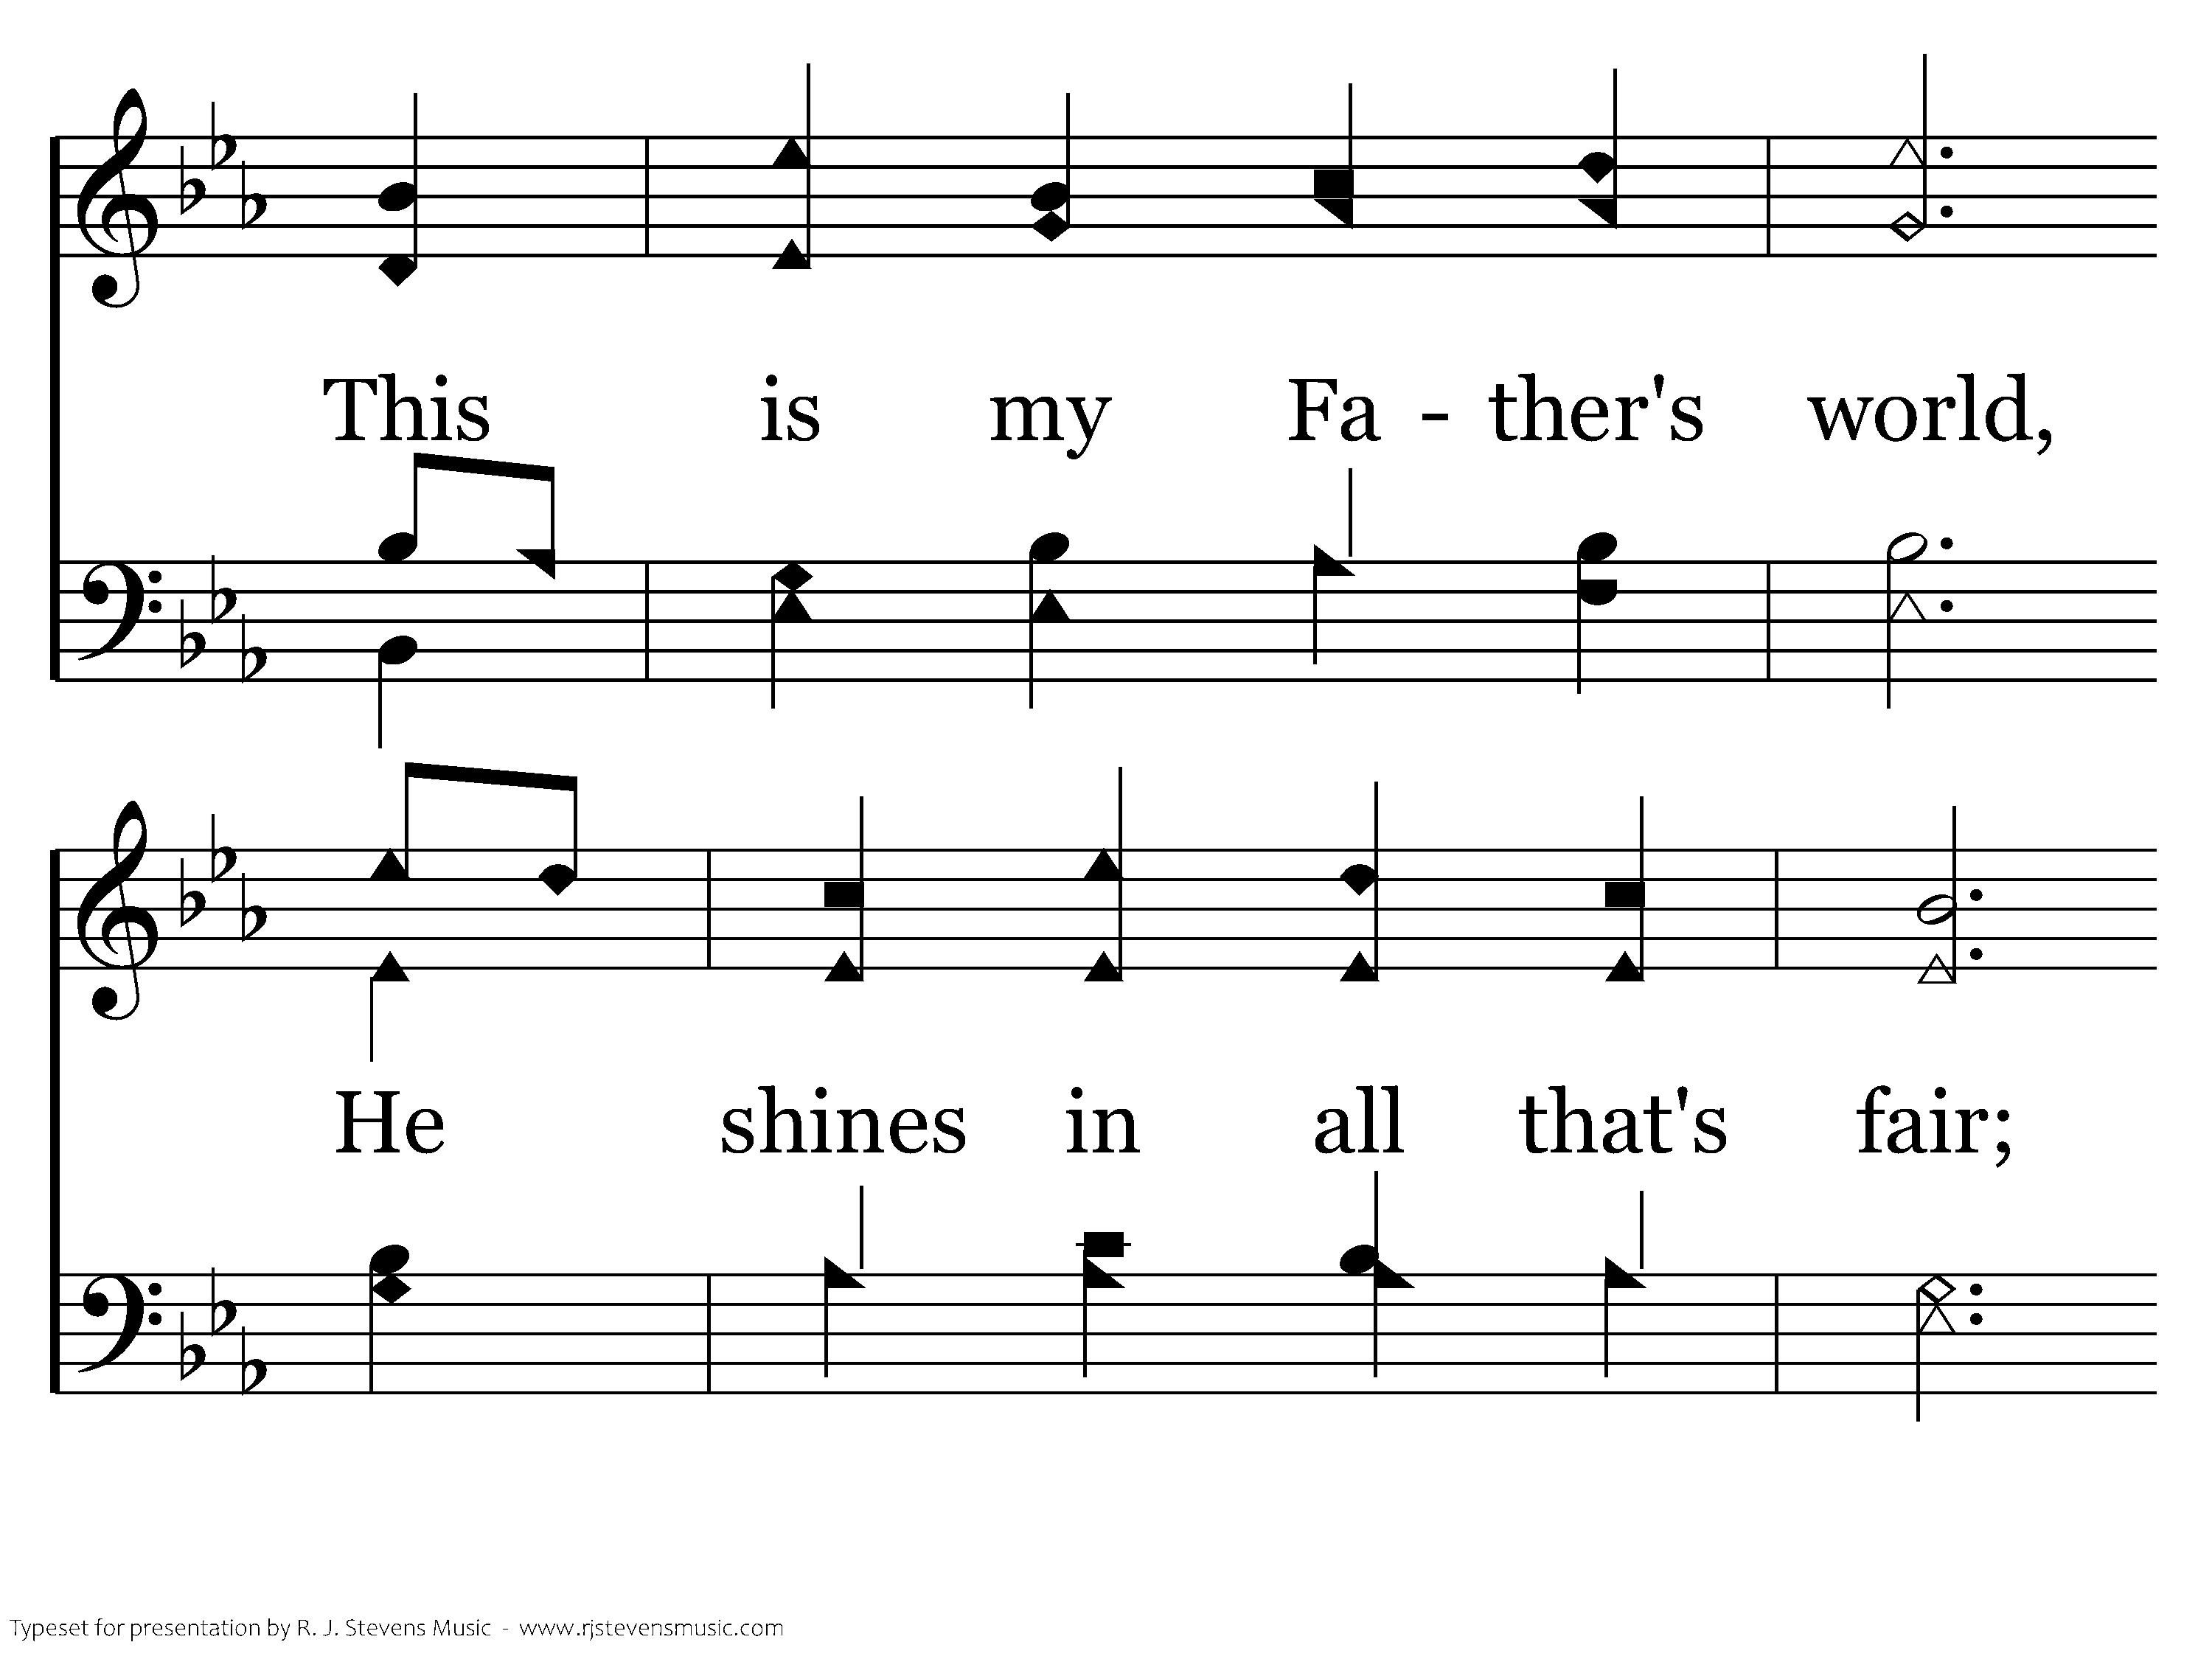 This is my Fa - ther's world,
He shines in all that's fair;
Typeset for presentation by R. J. Stevens Music - www.rjstevensmusic.com